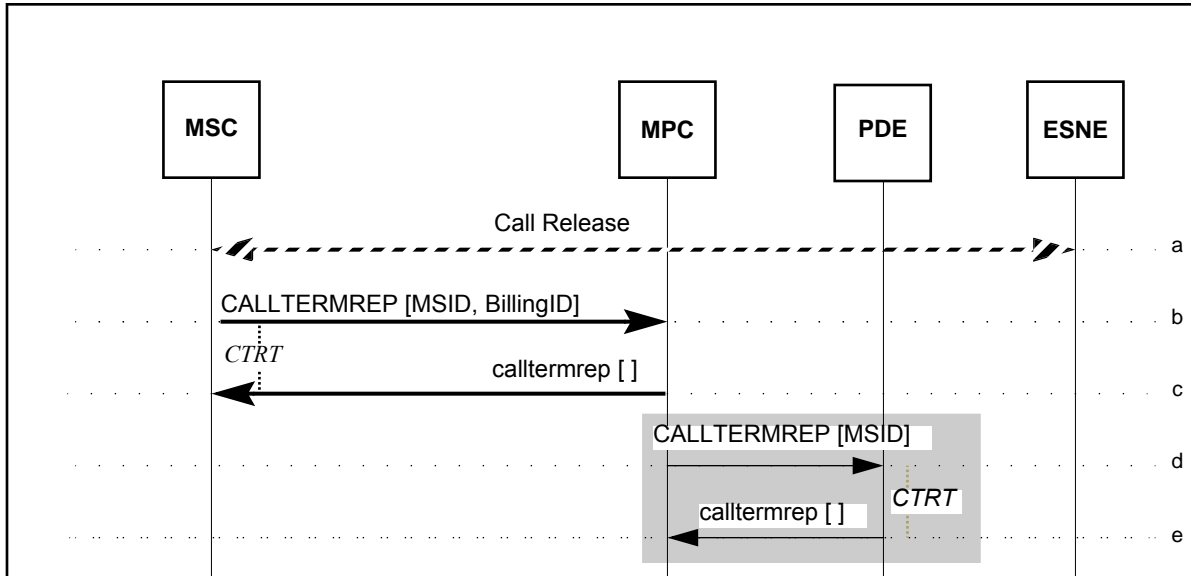 MSC MPC PDE ESNE
Call Release
a
CALLTERMREP [MSID, BillingID]
b
CTRT
calltermrep [ ]
c
CALLTERMREP [MSID]
d
CTRT
calltermrep [ ]
e